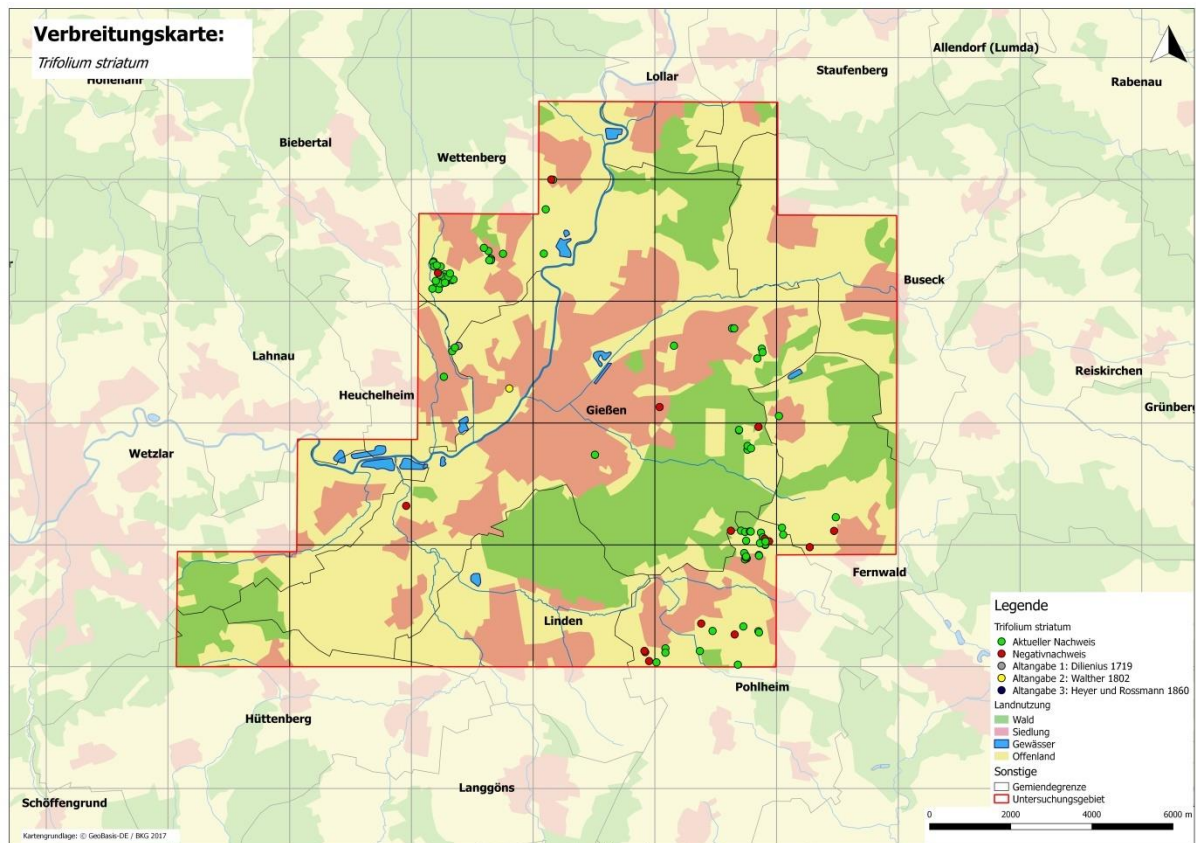 Verbreitungskarte:
Trifolium striatum
Hohenahr
Allendorf (Lumda)
Lollar
Staufenberg
Rabenau
Biebertal
Wettenberg
Buseck
Lahnau
Reiskirchen
Heuchelheim
Gießen
Grünberg
Wetzlar
Fernwald
Linden
Pohlheim
Hüttenberg
Langgöns
Schöffengrund
Legende
Trifolium striatum
Aktueller Nachweis
Negativnachweis
Altangabe 1: Dilienius 1719
Altangabe 2: Walther 1802
Altangabe 3: Heyer und Rossmann 1860
Landnutzung
Wald
Siedlung
Gewässer
Offenland
Sonstige
Gemiendegrenze
Untersuchungsgebiet
0 2000 4000 6000 m
Kartengrundlage: © GeoBasis-DE / BKG 2017